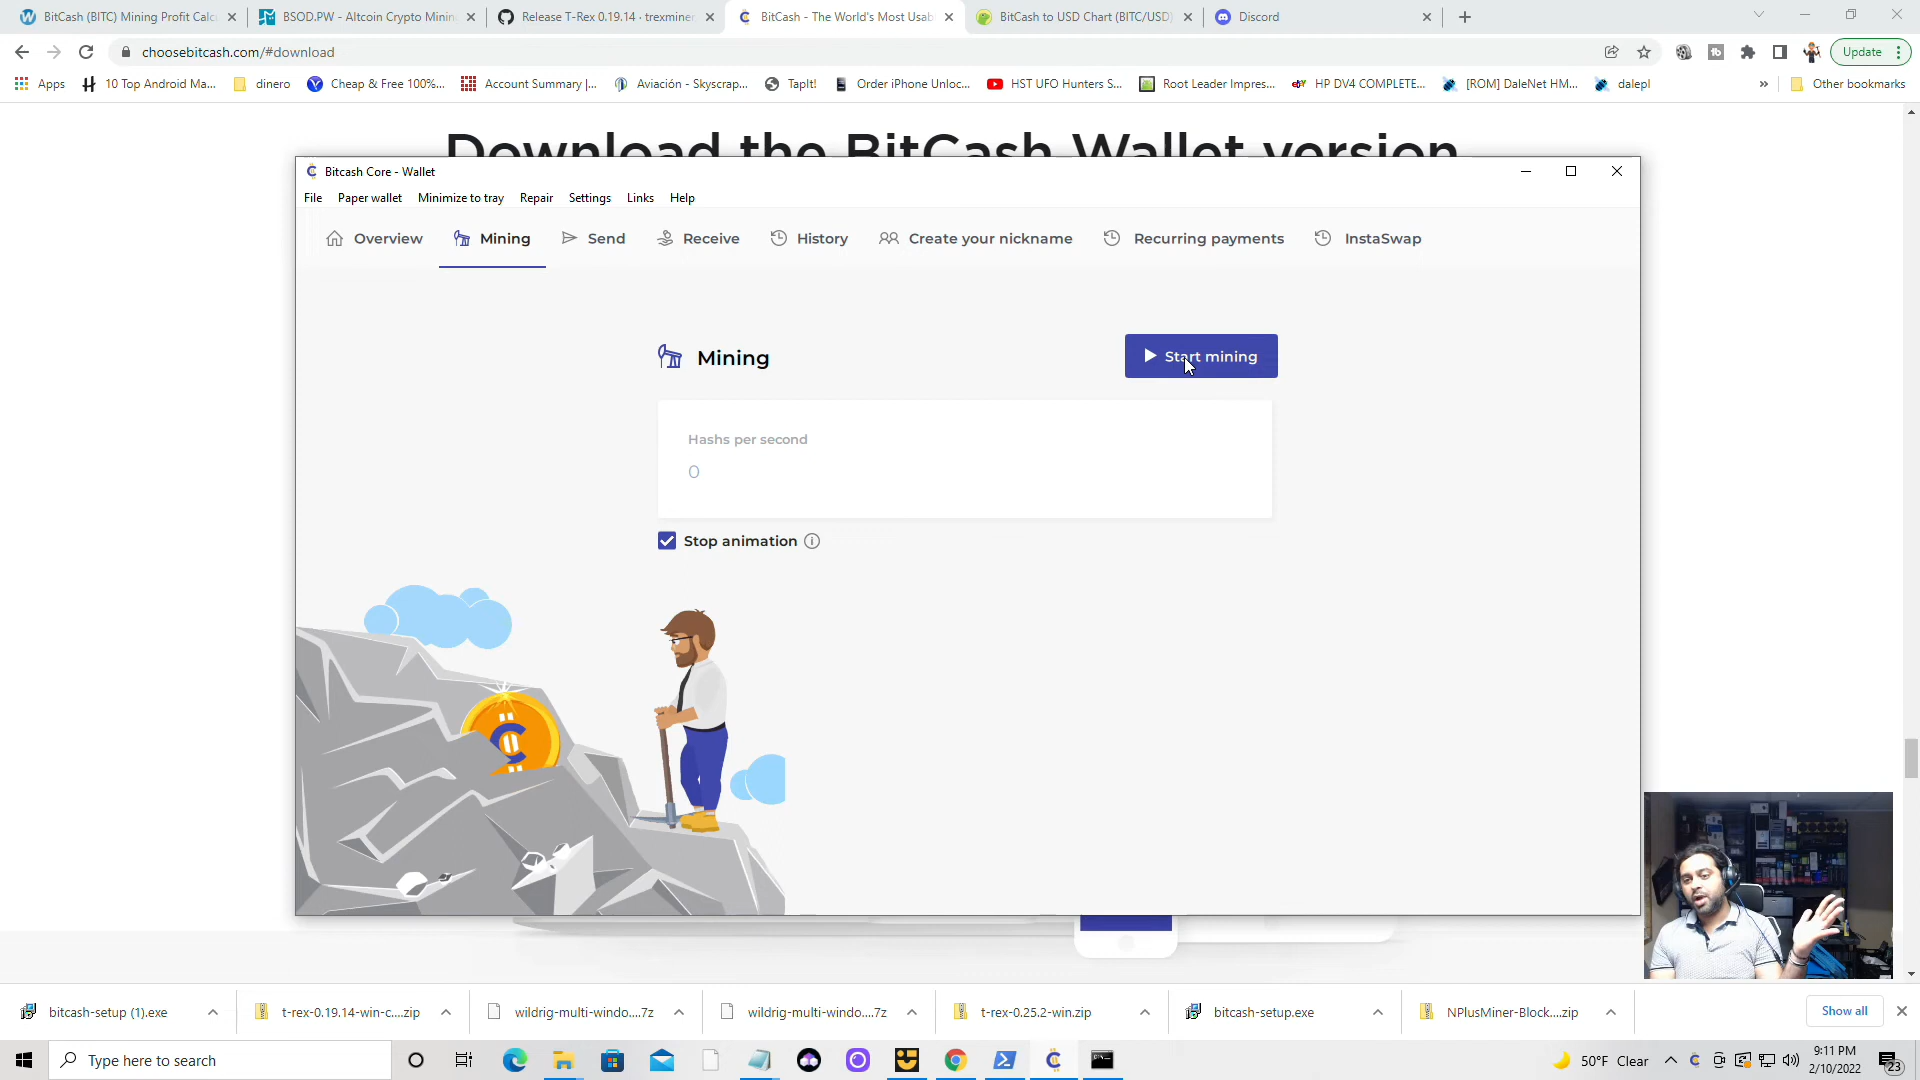 BitCash (BITC) Mining Profit Calc
BSOD.PW - Altcoin Crypto Minin
Release T-Rex 0.19.14 · trexminer
BitCash - The World's Most Usab
BitCash to USD Chart (BITC/USD)
Discord
choosebitcash.com/#download
Update
Apps
10 Top Android Ma...
dinero
Cheap & Free 100%...
Account Summary |...
Aviación - Skyscrap...
TapIt!
Order iPhone Unloc...
HST UFO Hunters S...
Root Leader Impres...
HP DV4 COMPLETE...
[ROM] DaleNet HM...
dalepl
»
Other bookmarks
Download the BitCash Wallet version
Bitcash Core - Wallet
File
Paper wallet
Minimize to tray
Repair
Settings
Links
Help
Overview
Mining
Send
Receive
History
Create your nickname
Recurring payments
InstaSwap
Mining
Start mining
Hashs per second
0
Stop animation
bitcash-setup (1).exe
t-rex-0.19.14-win-c....zip
wildrig-multi-windo....7z
wildrig-multi-windo....7z
t-rex-0.25.2-win.zip
bitcash-setup.exe
NPlusMiner-Block....zip
Show all
Type here to search
50°F Clear
9:11 PM
2/10/2022
23